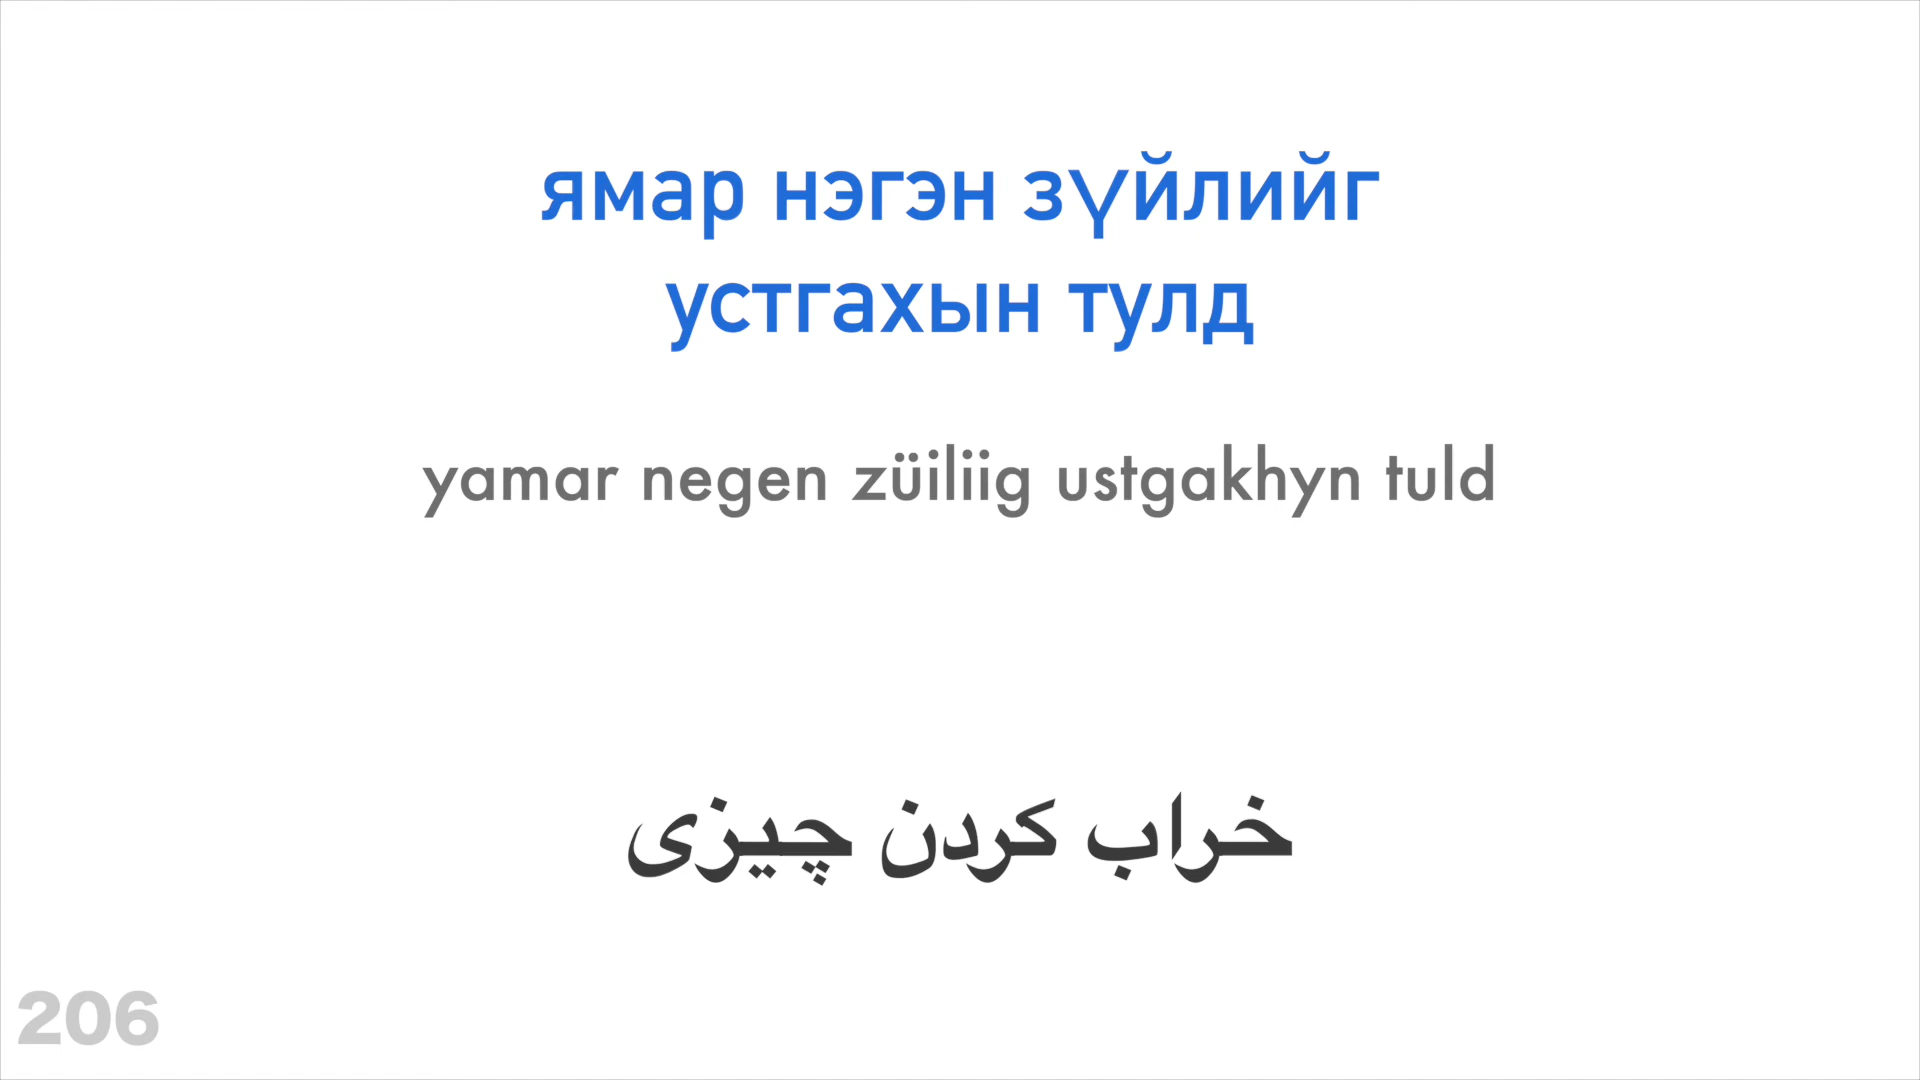 ямар нэгэн зүйлийг
устгахын тулд
yamar negen züiliig ustgakhyn tuld
خراب کردن چیزی
206